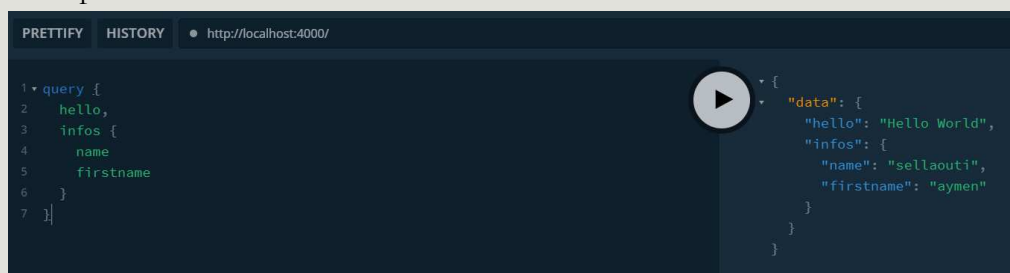 PRETTIFY HISTORY http://localhost:4000/
1 query {
2 hello,
3 infos {
4 name
5 firstname
6 }
7 }
{
"data": {
"hello": "Hello World",
"infos": {
"name": "sellaouti",
"firstname": "aymen"
}
}
}